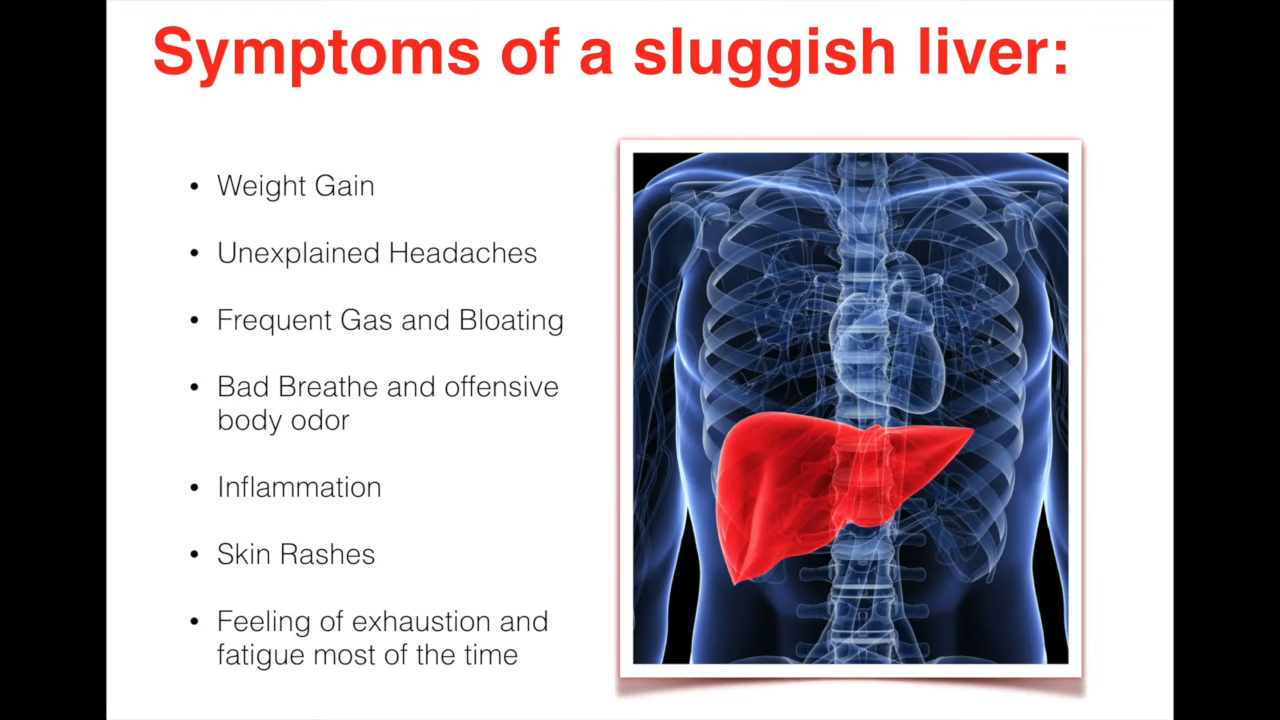 Symptoms of a sluggish liver:
• Weight Gain
• Unexplained Headaches
• Frequent Gas and Bloating
• Bad Breathe and offensive
body odor
• Inflammation
• Skin Rashes
• Feeling of exhaustion and
fatigue most of the time